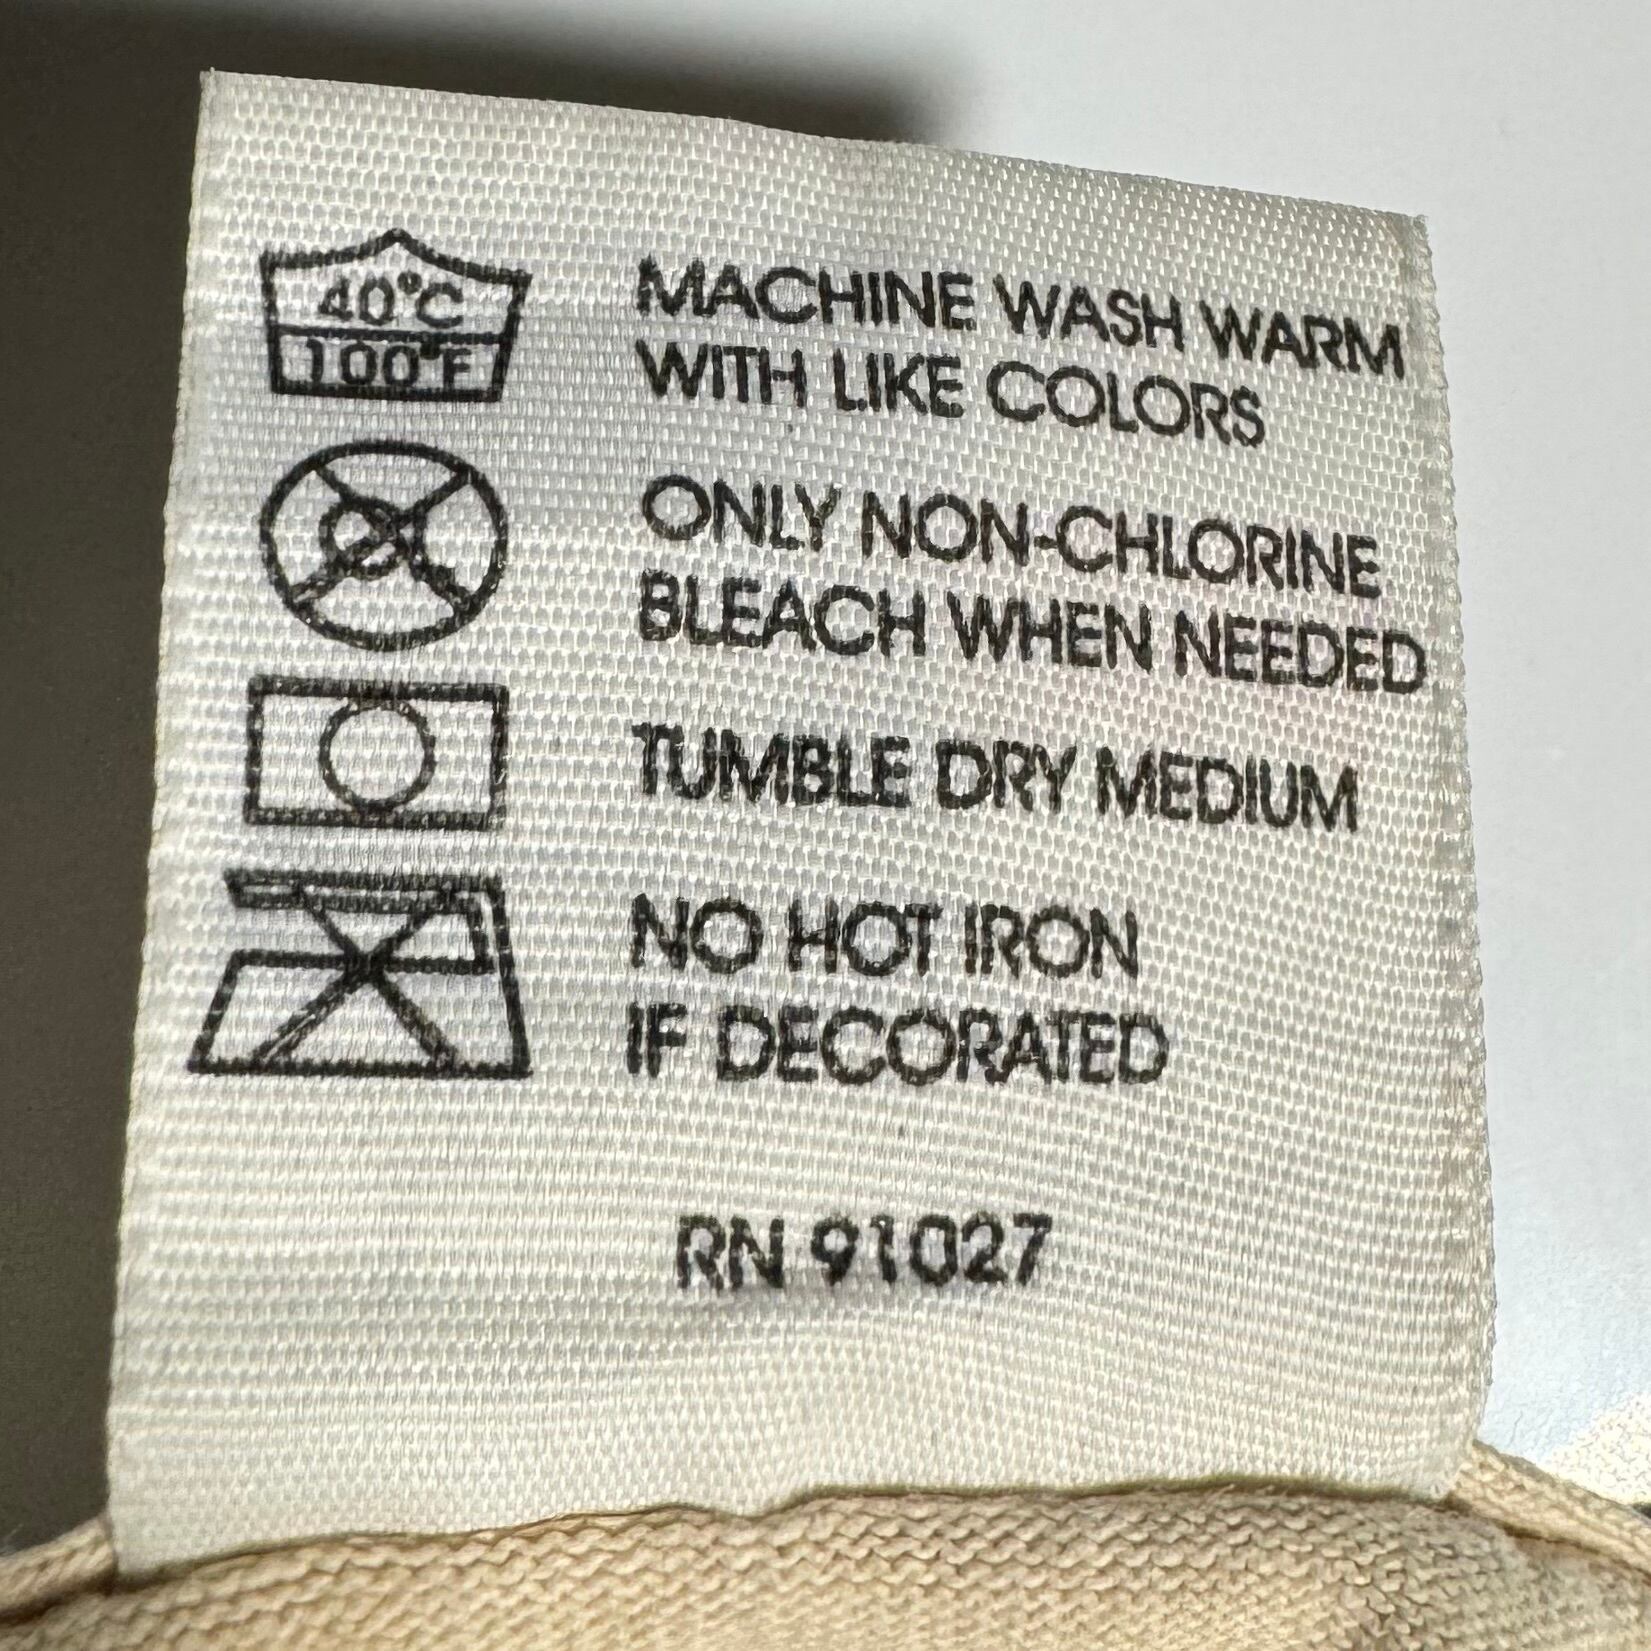 40°C
100°F
MACHINE WASH WARM
WITH LIKE COLORS
ONLY NON-CHLORINE
BLEACH WHEN NEEDED
TUMBLE DRY MEDIUM
NO HOT IRON
IF DECORATED
RN 91027